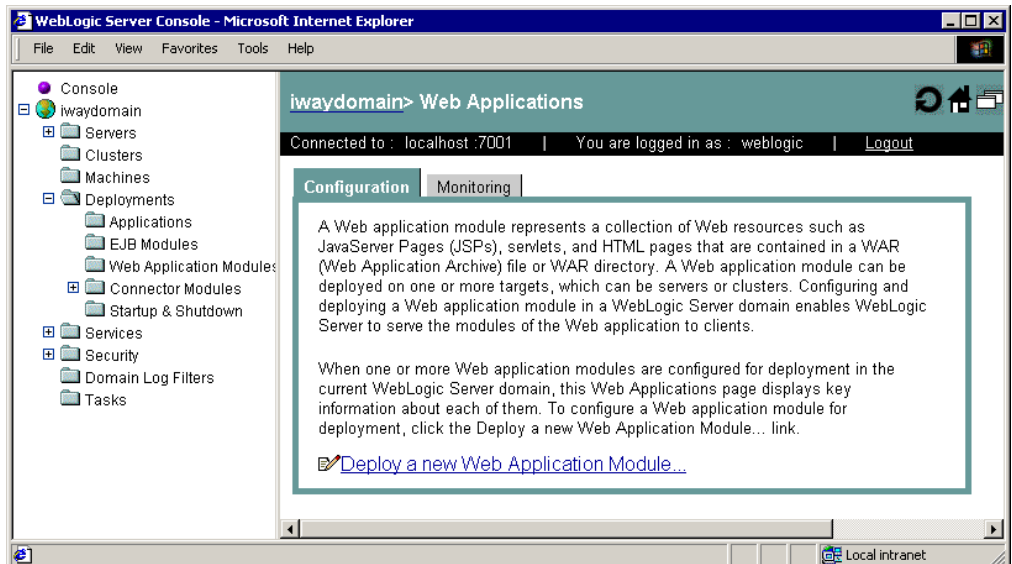 WebLogic Server Console - Microsoft Internet Explorer
File Edit View Favorites Tools Help
Console
iwaydomain
Servers
Clusters
Machines
Deployments
Applications
EJB Modules
Web Application Modules
Connector Modules
Startup & Shutdown
Services
Security
Domain Log Filters
Tasks
iwaydomain> Web Applications
Connected to : localhost :7001 | You are logged in as : weblogic | Logout
Configuration Monitoring
A Web application module represents a collection of Web resources such as
JavaServer Pages (JSPs), servlets, and HTML pages that are contained in a WAR
(Web Application Archive) file or WAR directory. A Web application module can be
deployed on one or more targets, which can be servers or clusters. Configuring and
deploying a Web application module in a WebLogic Server domain enables WebLogic
Server to serve the modules of the Web application to clients.
When one or more Web application modules are configured for deployment in the
current WebLogic Server domain, this Web Applications page displays key
information about each of them. To configure a Web application module for
deployment, click the Deploy a new Web Application Module... link.
Deploy a new Web Application Module...
Local intranet